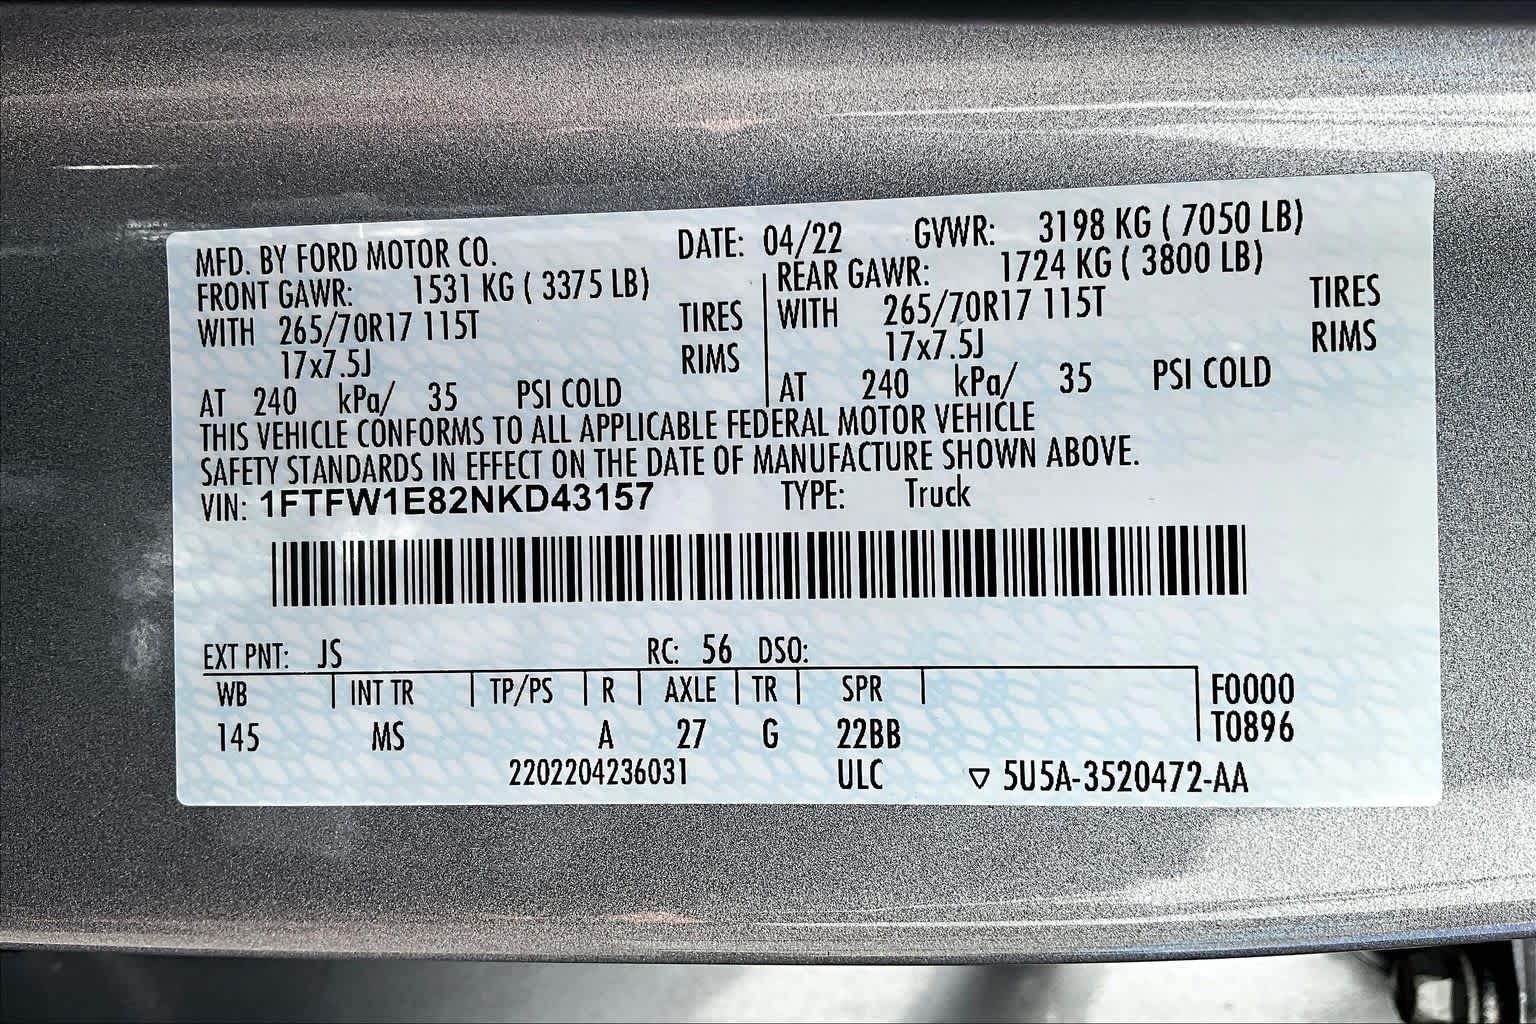 MFD. BY FORD MOTOR CO. DATE: 04/22 GVWR: 3198 KG ( 7050 LB)
FRONT GAWR: 1531 KG ( 3375 LB) REAR GAWR: 1724 KG ( 3800 LB)
WITH 265/70R17 115T TIRES WITH 265/70R17 115T TIRES
17x7.5J RIMS 17x7.5J RIMS
AT 240 kPa/ 35 PSI COLD AT 240 kPa/ 35 PSI COLD
THIS VEHICLE CONFORMS TO ALL APPLICABLE FEDERAL MOTOR VEHICLE
SAFETY STANDARDS IN EFFECT ON THE DATE OF MANUFACTURE SHOWN ABOVE.
VIN: 1FTFW1E82NKD43157 TYPE: Truck
EXT PNT: JS RC: 56 DSO:
WB INT TR TP/PS R AXLE TR SPR F0000
145 MS A 27 G 22BB T0896
2202204236031 ULC ▽ 5U5A-3520472-AA